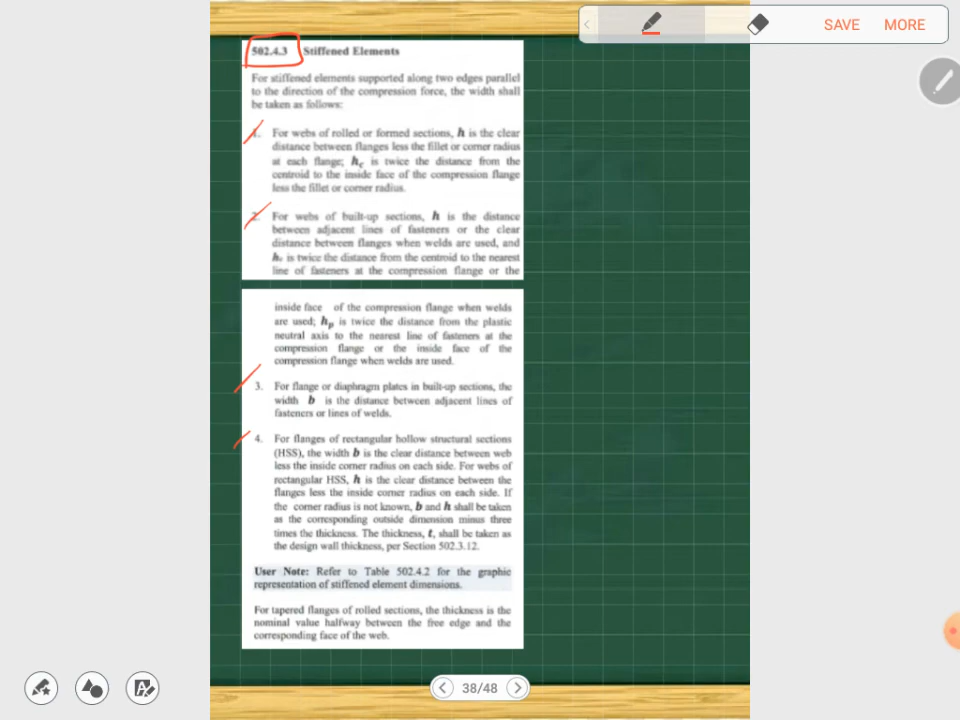 SAVE
MORE
502.4.3 Stiffened Elements
For stiffened elements supported along two edges parallel
to the direction of the compression force, the width shall
be taken as follows:
1. For webs of rolled or formed sections, h is the clear
distance between flanges less the fillet or corner radius
at each flange; hc is twice the distance from the
centroid to the inside face of the compression flange
less the fillet or corner radius.
2. For webs of built-up sections, h is the distance
between adjacent lines of fasteners or the clear
distance between flanges when welds are used, and
hc is twice the distance from the centroid to the nearest
line of fasteners at the compression flange or the
inside face of the compression flange when welds
are used; hp is twice the distance from the plastic
neutral axis to the nearest line of fasteners at the
compression flange or the inside face of the
compression flange when welds are used.
3. For flange or diaphragm plates in built-up sections, the
width b is the distance between adjacent lines of
fasteners or lines of welds.
4. For flanges of rectangular hollow structural sections
(HSS), the width b is the clear distance between web
less the inside corner radius on each side. For webs of
rectangular HSS, h is the clear distance between the
flanges less the inside corner radius on each side. If
the corner radius is not known, b and h shall be taken
as the corresponding outside dimension minus three
times the thickness. The thickness, t, shall be taken as
the design wall thickness, per Section 502.3.12.
User Note: Refer to Table 502.4.2 for the graphic
representation of stiffened element dimensions.
For tapered flanges of rolled sections, the thickness is the
nominal value halfway between the free edge and the
corresponding face of the web.
38/48